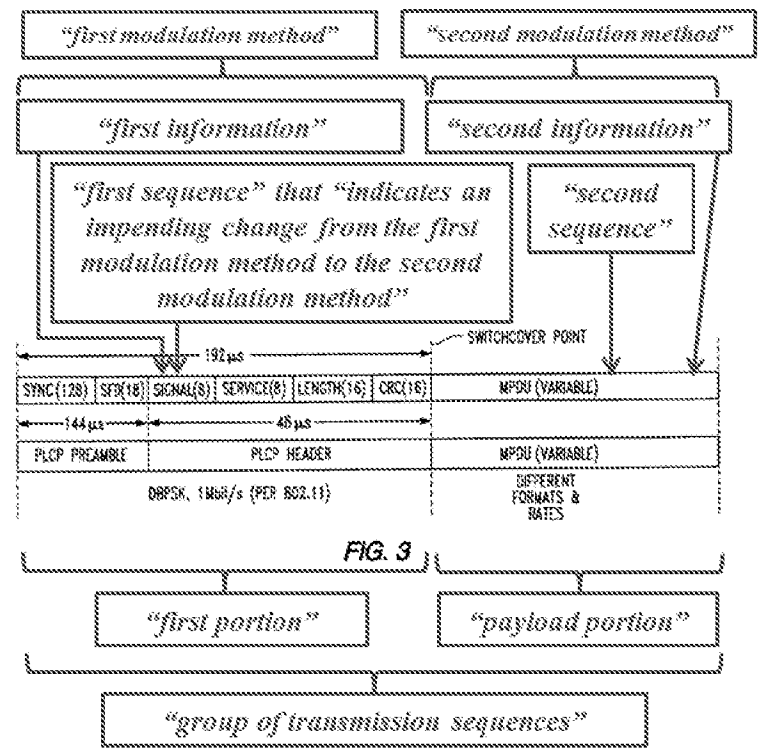 “first modulation method”
“second modulation method”
“first information”
“second information”
“first sequence” that “indicates an
impending change from the first
modulation method to the second
modulation method”
“second
sequence”
SWITCHCOVER POINT
192μs
SYNC(128) SFD(16) SIGNAL(8) SERVICE(8) LENGTH(16) CRC(16) MPDU (VARIABLE)
144μs 48μs
PLCP PREAMBLE PLCP HEADER MPDU (VARIABLE)
DBPSK, 1Mbit/s (PER 802.11)
DIFFERENT
FORMATS &
RATES
FIG. 3
“first portion”
“payload portion”
“group of transmission sequences”